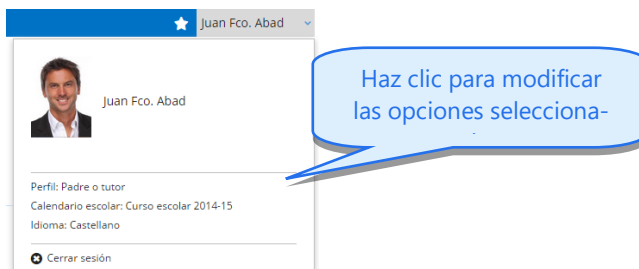 Juan Fco. Abad
Juan Fco. Abad
Haz clic para modificar
las opciones selecciona-
Perfil: Padre o tutor
Calendario escolar: Curso escolar 2014-15
Idioma: Castellano
Cerrar sesión